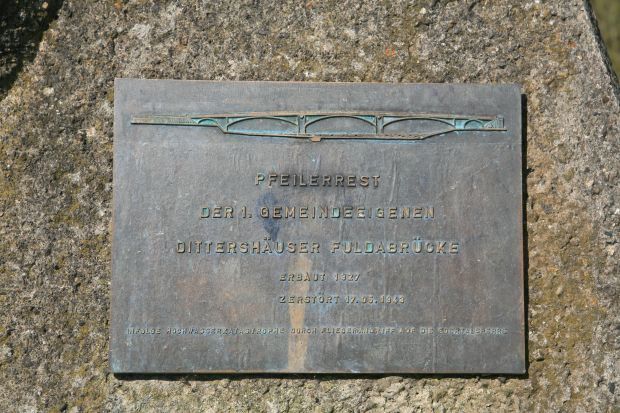 PFEILERREST
DER 1. GEMEINDEEIGENEN
DITTERSHÄUSER FULDABRÜCKE
ERBAUT 1927
ZERSTÖRT 17.05.1943
INFOLGE HOCHWASSERKATASTROPHE DURCH FLIEGERANGRIFF AUF DIE EDERTALSPERRE